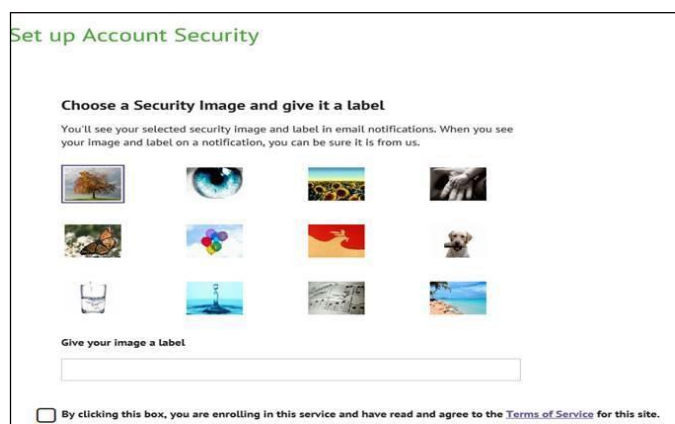 Set up Account Security
Choose a Security Image and give it a label
You'll see your selected security image and label in email notifications. When you see
your image and label on a notification, you can be sure it is from us.
Give your image a label
By clicking this box, you are enrolling in this service and have read and agree to the Terms of Service for this site.